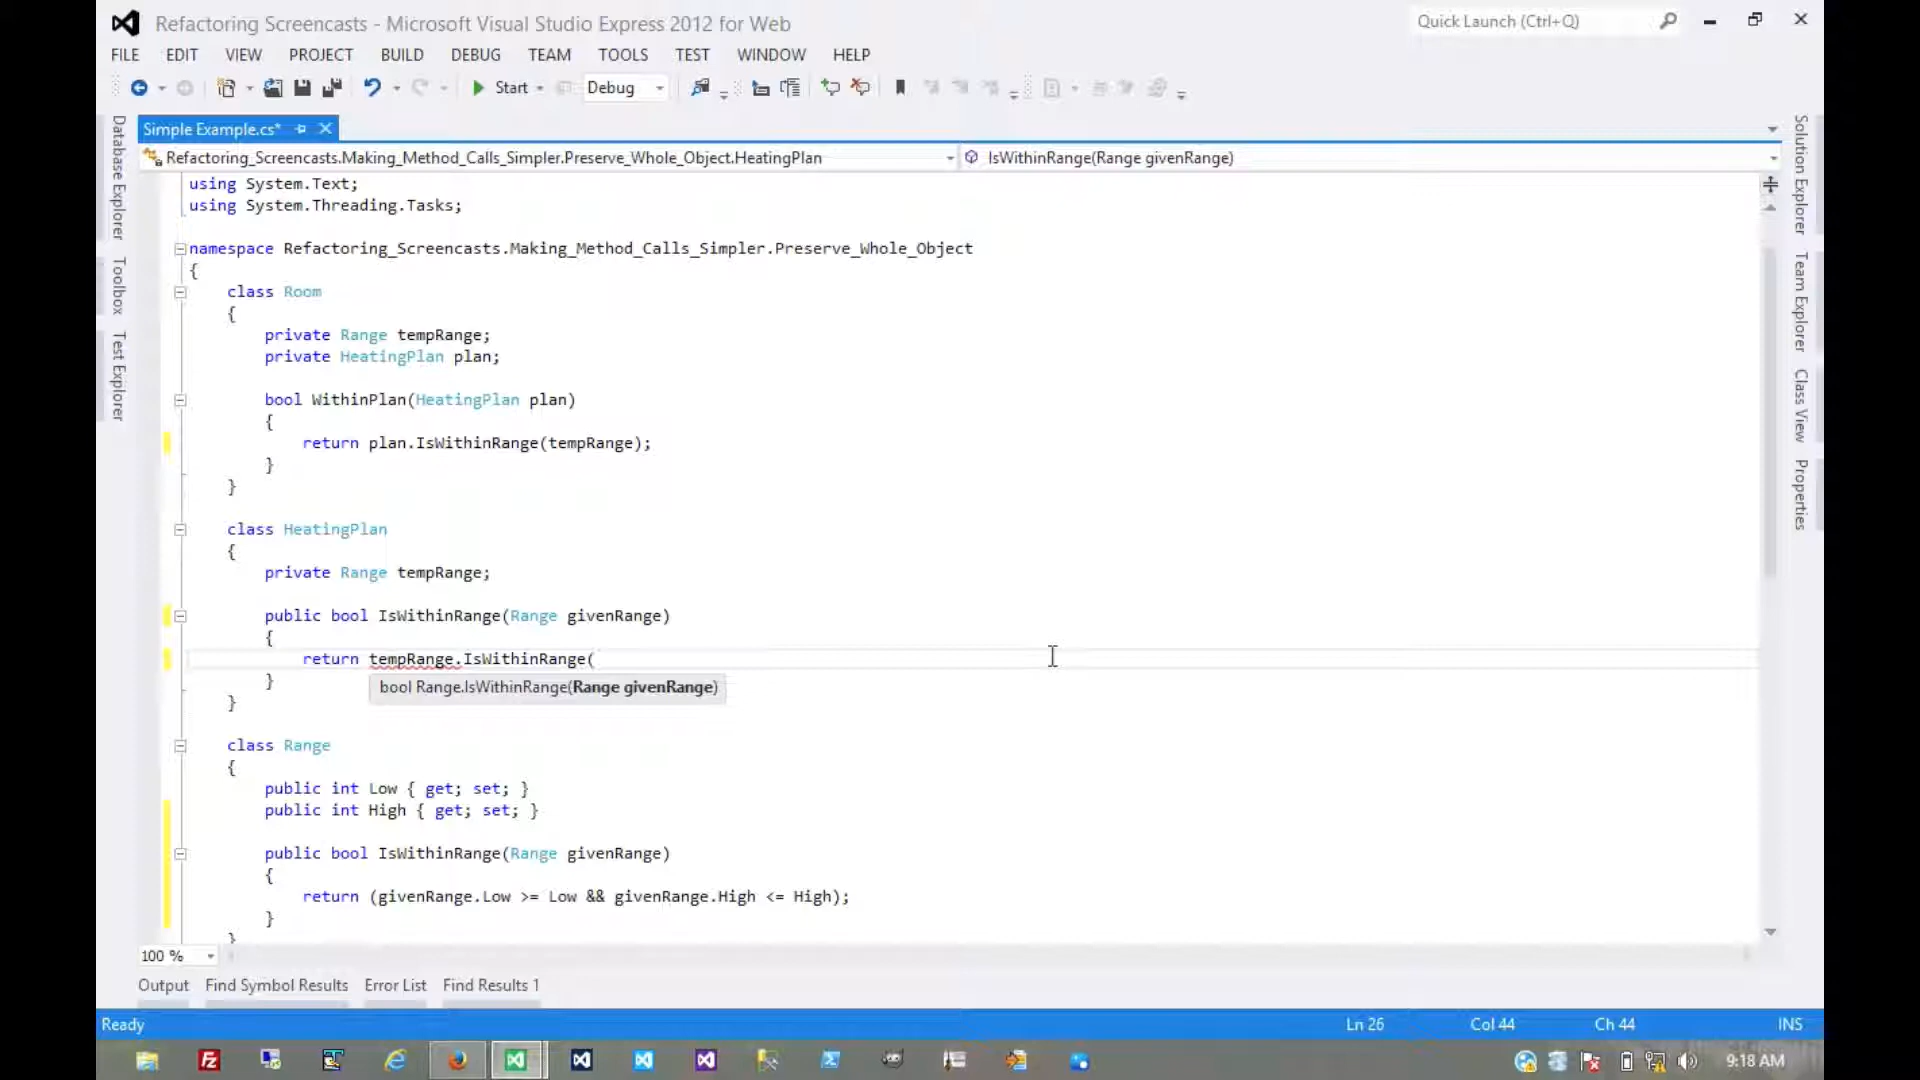 Refactoring Screencasts - Microsoft Visual Studio Express 2012 for Web
Quick Launch (Ctrl+Q)
FILE EDIT VIEW PROJECT BUILD DEBUG TEAM TOOLS TEST WINDOW HELP
Start Debug
Simple Example.cs*
Refactoring_Screencasts.Making_Method_Calls_Simpler.Preserve_Whole_Object.HeatingPlan
IsWithinRange(Range givenRange)
Database Explorer
Toolbox
Test Explorer
using System.Text;
using System.Threading.Tasks;
namespace Refactoring_Screencasts.Making_Method_Calls_Simpler.Preserve_Whole_Object
{
class Room
{
private Range tempRange;
private HeatingPlan plan;
bool WithinPlan(HeatingPlan plan)
{
return plan.IsWithinRange(tempRange);
}
}
class HeatingPlan
{
private Range tempRange;
public bool IsWithinRange(Range givenRange)
{
return tempRange.IsWithinRange(
}
bool Range.IsWithinRange(Range givenRange)
}
class Range
{
public int Low { get; set; }
public int High { get; set; }
public bool IsWithinRange(Range givenRange)
{
return (givenRange.Low >= Low && givenRange.High <= High);
}
}
Solution Explorer
Team Explorer
Class View
Properties
100 %
Output Find Symbol Results Error List Find Results 1
Ready Ln 26 Col 44 Ch 44 INS
9:18 AM